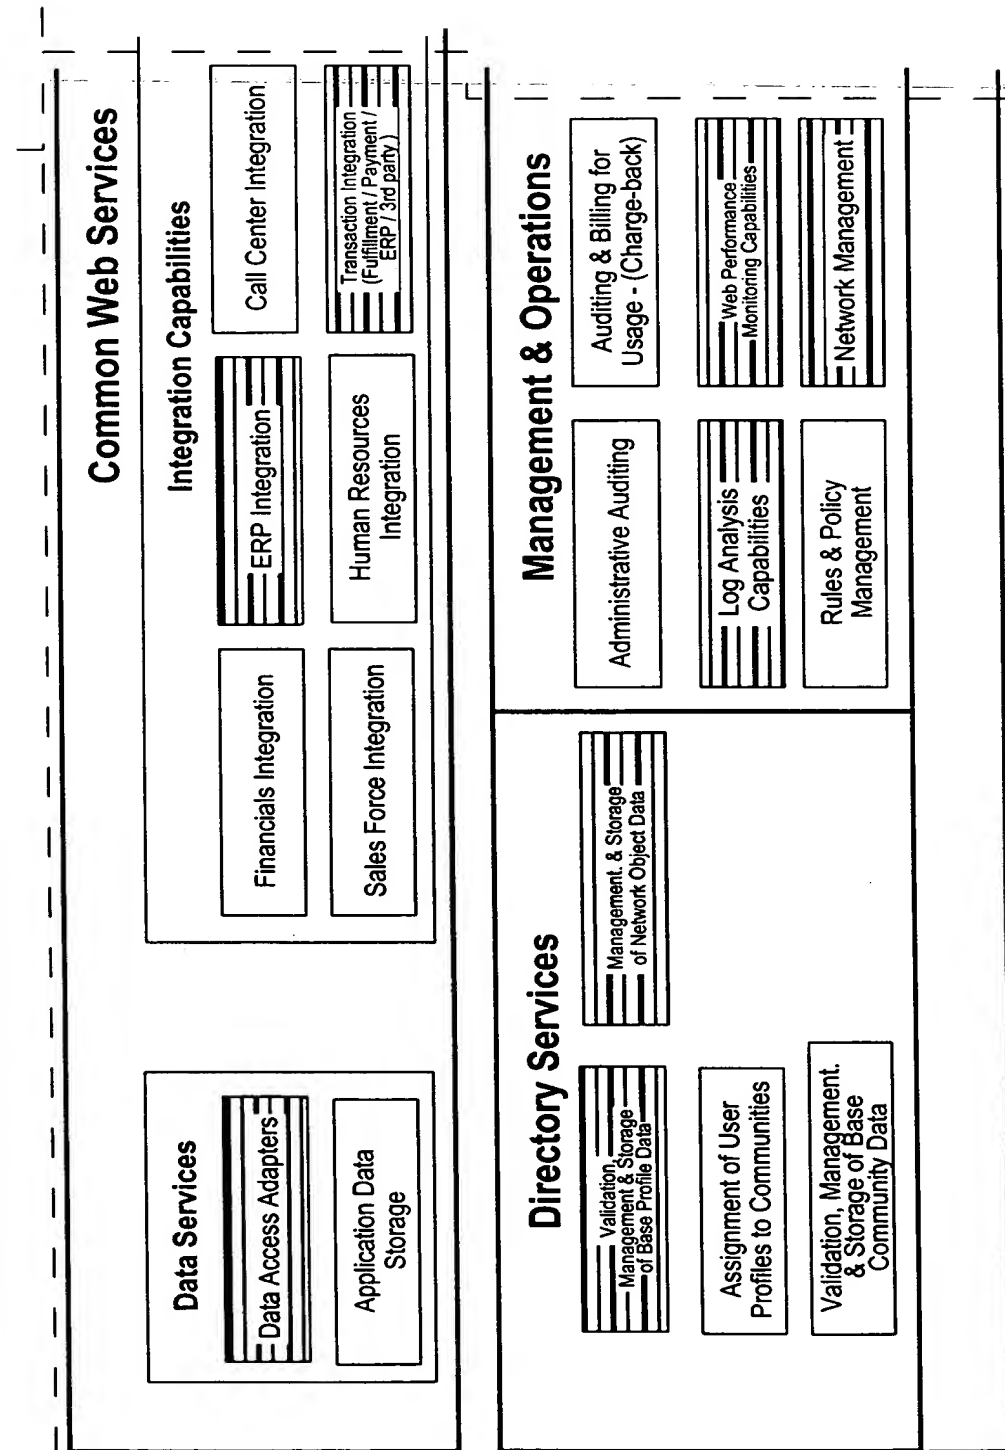 Common Web Services
Data Services
Data Access Adapters
Application Data
Storage
Integration Capabilities
Financials Integration
ERP Integration
Call Center Integration
Sales Force Integration
Human Resources
Integration
Transaction Integration
(Fulfillment / Payment /
ERP / 3rd party)
Directory Services
Validation,
Management & Storage
of Base Profile Data
Management. & Storage
of Network Object Data
Assignment of User
Profiles to Communities
Validation, Management.
& Storage of Base
Community Data
Management & Operations
Administrative Auditing
Auditing & Billing for
Usage - (Charge-back)
Log Analysis
Capabilities
Web Performance
Monitoring Capabilities
Rules & Policy
Management
Network Management